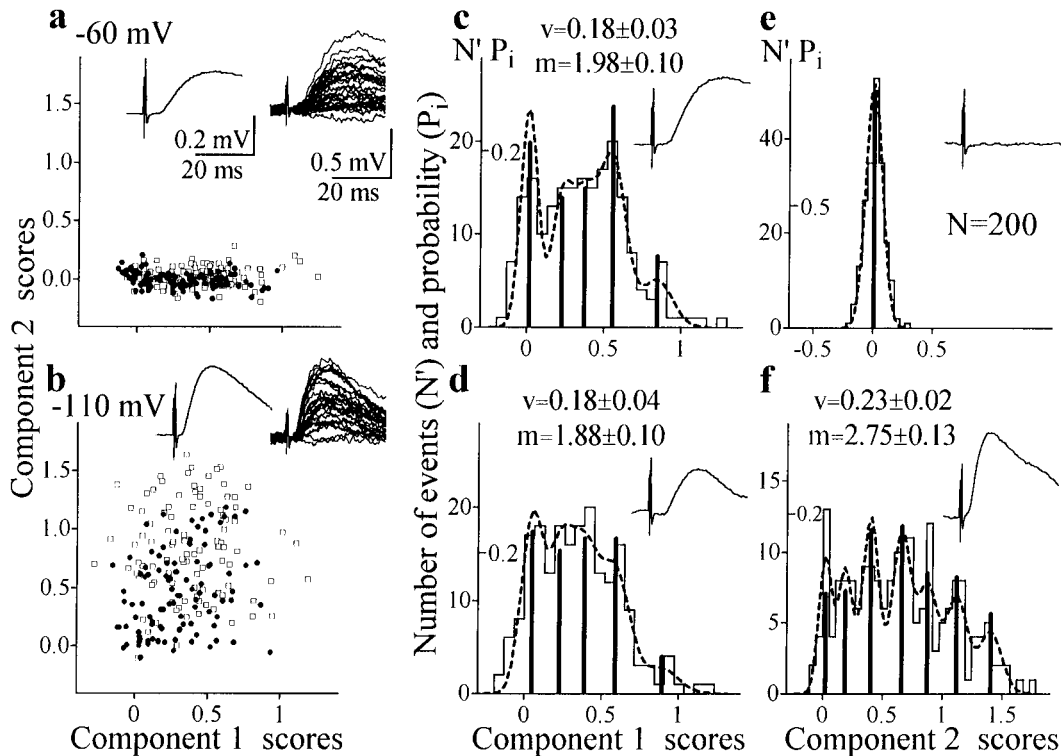 a
-60 mV
1.5
1.0
0.5
0.0
0.2 mV
20 ms
0.5 mV
20 ms
b
-110 mV
1.5
1.0
0.5
0.0
0
0.5
1
Component 1 scores
Component 2 scores
c
v=0.18±0.03
m=1.98±0.10
N' Pi
20
10
0
0.2
0
0.5
1
d
v=0.18±0.04
m=1.88±0.10
20
10
0
0.2
0
0.5
1
Component 1 scores
Number of events (N') and probability (Pi)
e
N' Pi
40
20
0
0.5
N=200
-0.5
0
0.5
f
v=0.23±0.02
m=2.75±0.13
15
10
5
0
0.2
0
0.5
1
1.5
Component 2 scores